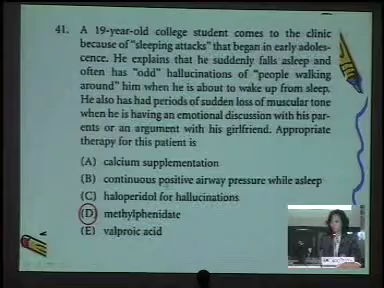 41. A 19-year-old college student comes to the clinic
because of "sleeping attacks" that began in early adoles-
cence. He explains that he suddenly falls asleep and
often has "odd" hallucinations of "people walking
around" him when he is about to wake up from sleep.
He also has had periods of sudden loss of muscular tone
when he is having an emotional discussion with his par-
ents or an argument with his girlfriend. Appropriate
therapy for this patient is
(A) calcium supplementation
(B) continuous positive airway pressure while asleep
(C) haloperidol for hallucinations
(D) methylphenidate
(E) valproic acid